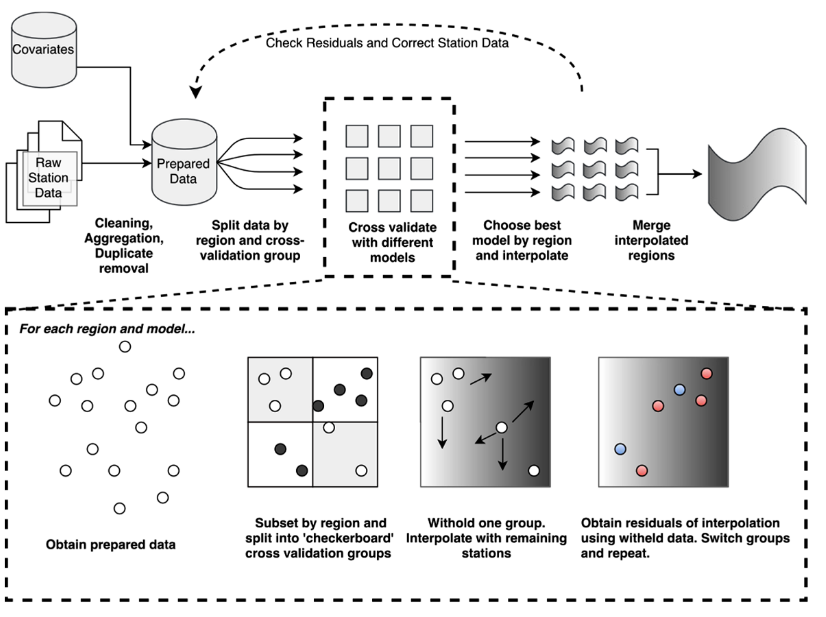 Check Residuals and Correct Station Data
Covariates
Raw
Station
Data
Prepared
Data
Cleaning,
Aggregation,
Duplicate
removal
Split data by
region and cross-
validation group
Cross validate
with different
models
Choose best
model by region
and interpolate
Merge
interpolated
regions
For each region and model...
Obtain prepared data
Subset by region and
split into 'checkerboard'
cross validation groups
Withold one group.
Interpolate with remaining
stations
Obtain residuals of interpolation
using witheld data. Switch groups
and repeat.